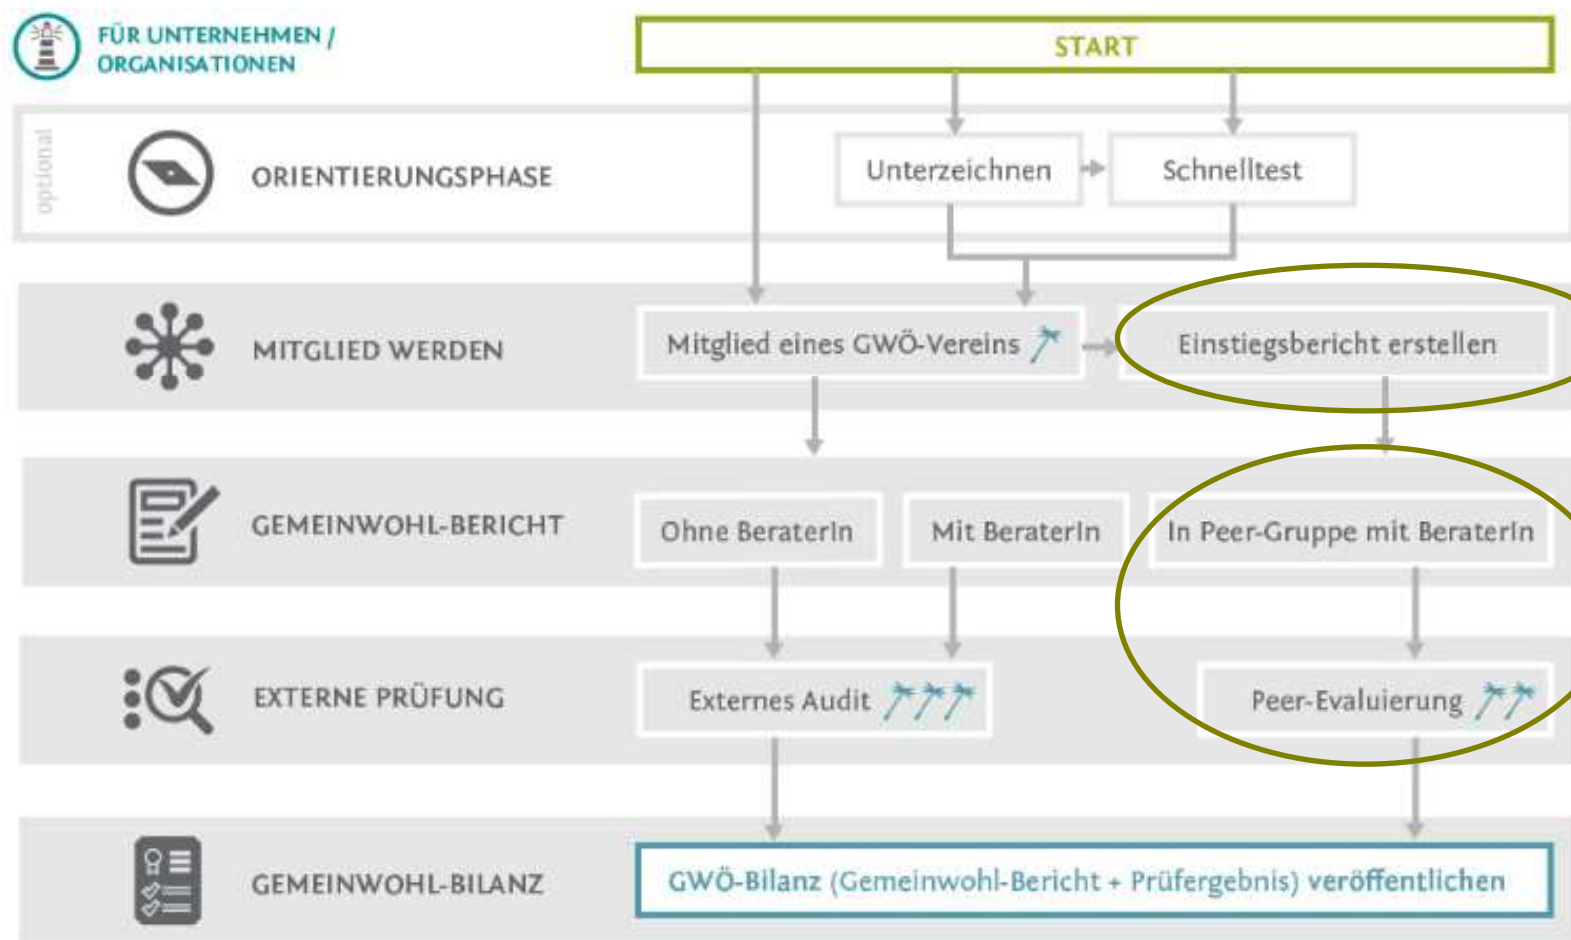 FÜR UNTERNEHMEN /
ORGANISATIONEN
START
optional
ORIENTIERUNGSPHASE
Unterzeichnen
Schnelltest
MITGLIED WERDEN
Mitglied eines GWÖ-Vereins
Einstiegsbericht erstellen
GEMEINWOHL-BERICHT
Ohne BeraterIn
Mit BeraterIn
In Peer-Gruppe mit BeraterIn
EXTERNE PRÜFUNG
Externes Audit
Peer-Evaluierung
GEMEINWOHL-BILANZ
GWÖ-Bilanz (Gemeinwohl-Bericht + Prüfergebnis) veröffentlichen